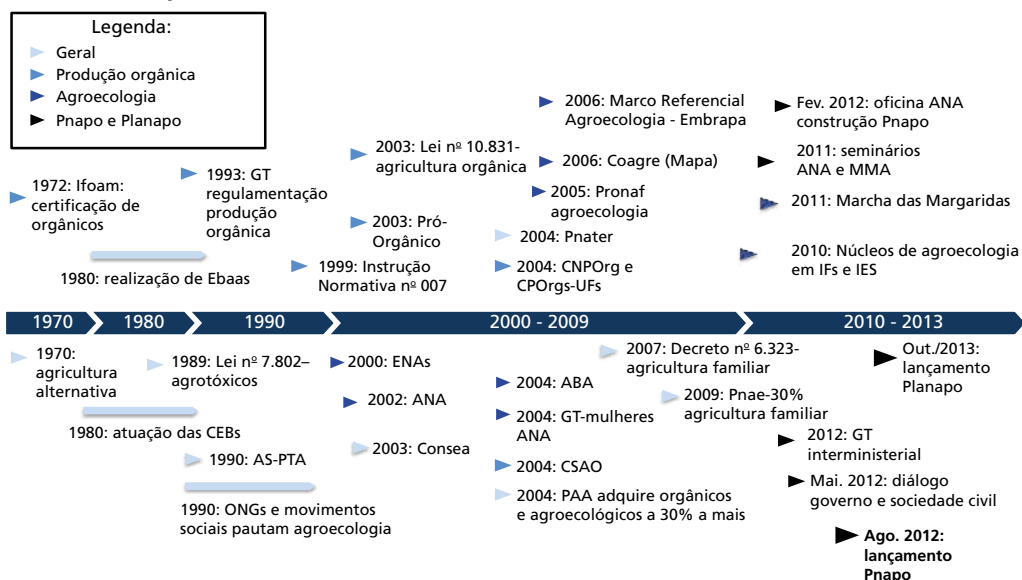 Legenda:
Geral
Produção orgânica
Agroecologia
Pnapo e Planapo
1972: Ifoam:
certificação de
orgânicos
1993: GT
regulamentação
produção
orgânica
1980: realização de Ebaas
2003: Lei nº 10.831-
agricultura orgânica
2003: Pró-
Orgânico
1999: Instrução
Normativa nº 007
2006: Marco Referencial
Agroecologia - Embrapa
2006: Coagre (Mapa)
2005: Pronaf
agroecologia
2004: Pnater
2004: CNPOrg e
CPOrgs-UFs
Fev. 2012: oficina ANA
construção Pnapo
2011: seminários
ANA e MMA
2011: Marcha das Margaridas
2010: Núcleos de agroecologia
em IFs e IES
1970
1980
1990
2000 - 2009
2010 - 2013
1970:
agricultura
alternativa
1980: atuação das CEBs
1989: Lei nº 7.802–
agrotóxicos
1990: AS-PTA
1990: ONGs e movimentos
sociais pautam agroecologia
2000: ENAs
2002: ANA
2003: Consea
2007: Decreto nº 6.323-
agricultura familiar
2004: ABA
2009: Pnae-30%
agricultura familiar
2004: GT-mulheres
ANA
2004: CSAO
2004: PAA adquire orgânicos
e agroecológicos a 30% a mais
Out./2013:
lançamento
Planapo
2012: GT
interministerial
Mai. 2012: diálogo
governo e sociedade civil
Ago. 2012:
lançamento
Pnapo